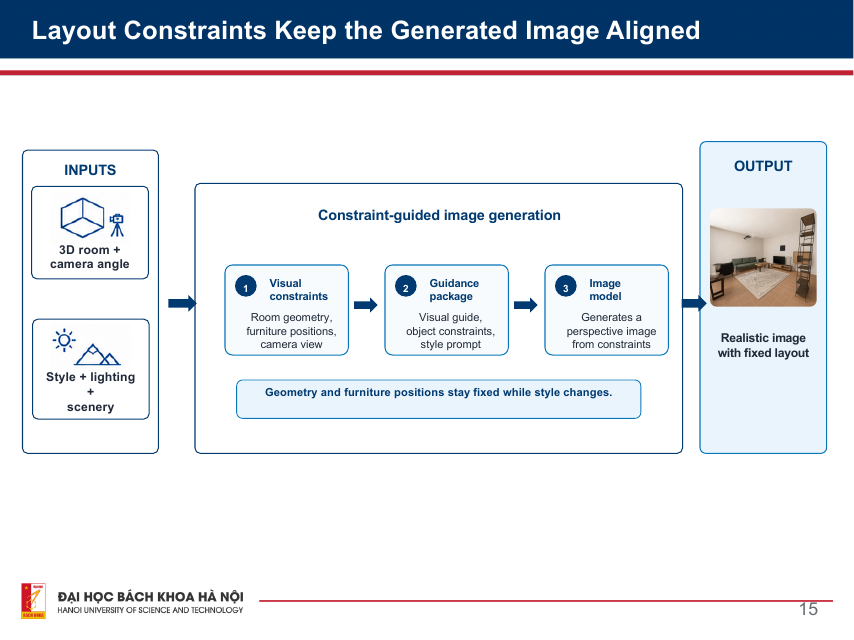 Layout Constraints Keep the Generated Image Aligned
INPUTS
3D room +
camera angle
Style + lighting
+
scenery
Constraint-guided image generation
1
Visual
constraints
Room geometry,
furniture positions,
camera view
2
Guidance
package
Visual guide,
object constraints,
style prompt
3
Image
model
Generates a
perspective image
from constraints
Geometry and furniture positions stay fixed while style changes.
OUTPUT
Realistic image
with fixed layout
ĐẠI HỌC BÁCH KHOA HÀ NỘI
HANOI UNIVERSITY OF SCIENCE AND TECHNOLOGY
15